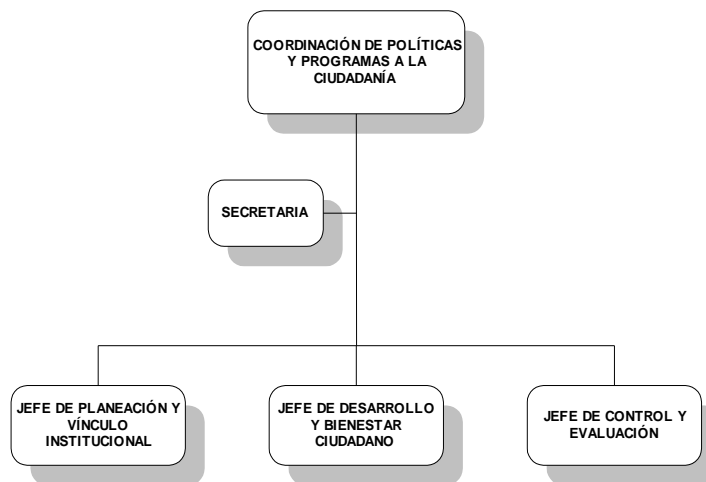 COORDINACIÓN DE POLÍTICAS
Y PROGRAMAS A LA
CIUDADANÍA
SECRETARIA
JEFE DE PLANEACIÓN Y
VÍNCULO
INSTITUCIONAL
JEFE DE DESARROLLO
Y BIENESTAR
CIUDADANO
JEFE DE CONTROL Y
EVALUACIÓN